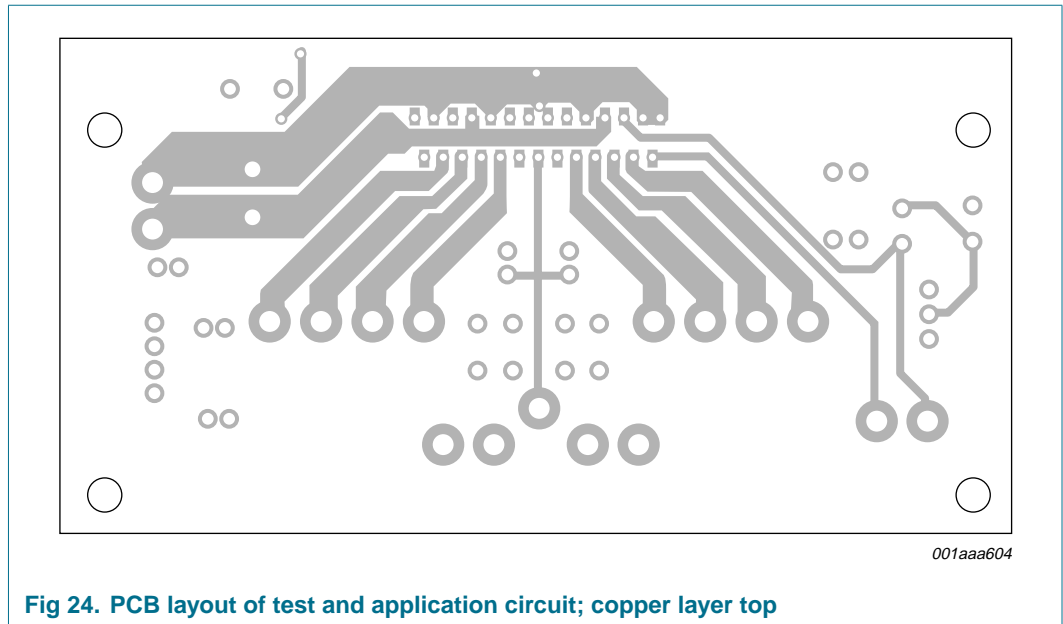 001aaa604
Fig 24. PCB layout of test and application circuit; copper layer top